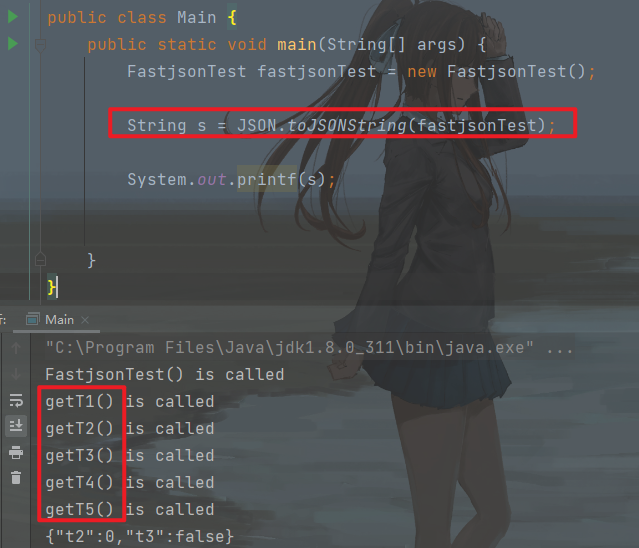 public class Main {
public static void main(String[] args) {
FastjsonTest fastjsonTest = new FastjsonTest();
String s = JSON.toJSONString(fastjsonTest);
System.out.printf(s);
}
}
Main ×
"C:\Program Files\Java\jdk1.8.0_311\bin\java.exe" ...
FastjsonTest() is called
getT1() is called
getT2() is called
getT3() is called
getT4() is called
getT5() is called
{"t2":0,"t3":false}